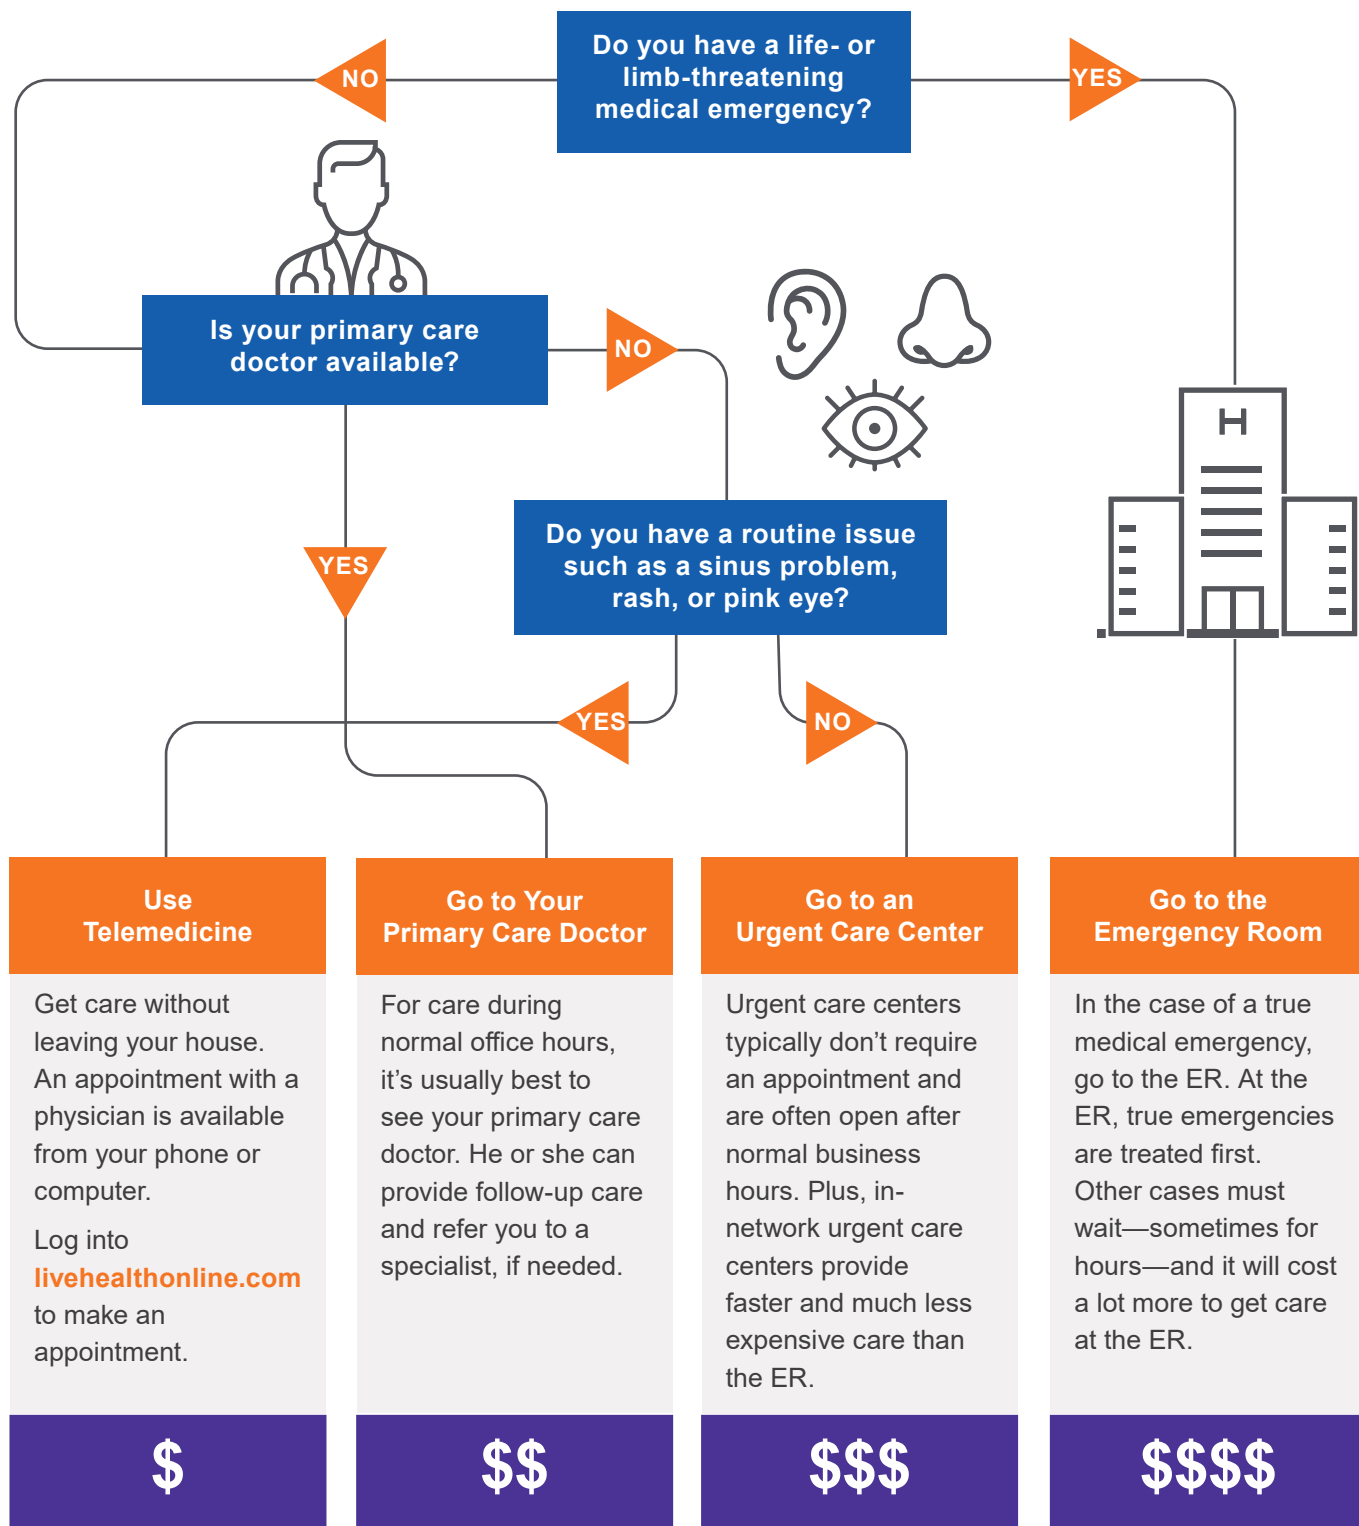 Do you have a life- or
limb-threatening
medical emergency?
NO
YES
Is your primary care
doctor available?
NO
H
YES
Do you have a routine issue
such as a sinus problem,
rash, or pink eye?
YES
NO
Use
Telemedicine
Get care without
leaving your house.
An appointment with a
physician is available
from your phone or
computer.
Log into
livehealthonline.com
to make an
appointment.
$
Go to Your
Primary Care Doctor
For care during
normal office hours,
it’s usually best to
see your primary care
doctor. He or she can
provide follow-up care
and refer you to a
specialist, if needed.
$$
Go to an
Urgent Care Center
Urgent care centers
typically don’t require
an appointment and
are often open after
normal business
hours. Plus, in-
network urgent care
centers provide
faster and much less
expensive care than
the ER.
$$$
Go to the
Emergency Room
In the case of a true
medical emergency,
go to the ER. At the
ER, true emergencies
are treated first.
Other cases must
wait—sometimes for
hours—and it will cost
a lot more to get care
at the ER.
$$$$